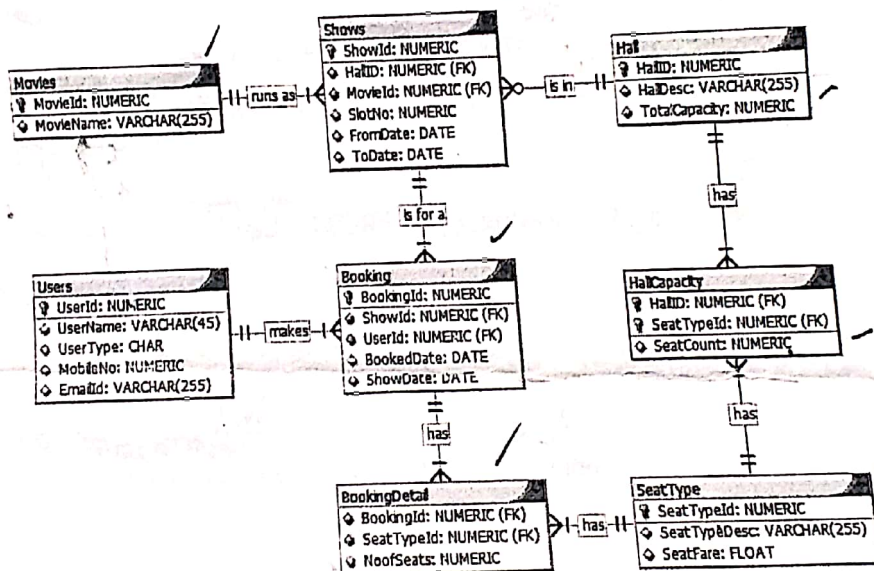 Movies
MovieId: NUMERIC
MovieName: VARCHAR(255)
runs as
Shows
ShowId: NUMERIC
HallID: NUMERIC (FK)
MovieId: NUMERIC (FK)
SlotNo: NUMERIC
FromDate: DATE
ToDate: DATE
is in
Hall
HallID: NUMERIC
HallDesc: VARCHAR(255)
TotalCapacity: NUMERIC
is for a
has
Users
UserId: NUMERIC
UserName: VARCHAR(45)
UserType: CHAR
MobileNo: NUMERIC
EmailId: VARCHAR(255)
makes
Booking
BookingId: NUMERIC
ShowId: NUMERIC (FK)
UserId: NUMERIC (FK)
BookedDate: DATE
ShowDate: DATE
HallCapacity
HallID: NUMERIC (FK)
SeatTypeId: NUMERIC (FK)
SeatCount: NUMERIC
has
has
BookingDetail
BookingId: NUMERIC (FK)
SeatTypeId: NUMERIC (FK)
NoofSeats: NUMERIC
has
SeatType
SeatTypeId: NUMERIC
SeatTypeDesc: VARCHAR(255)
SeatFare: FLOAT